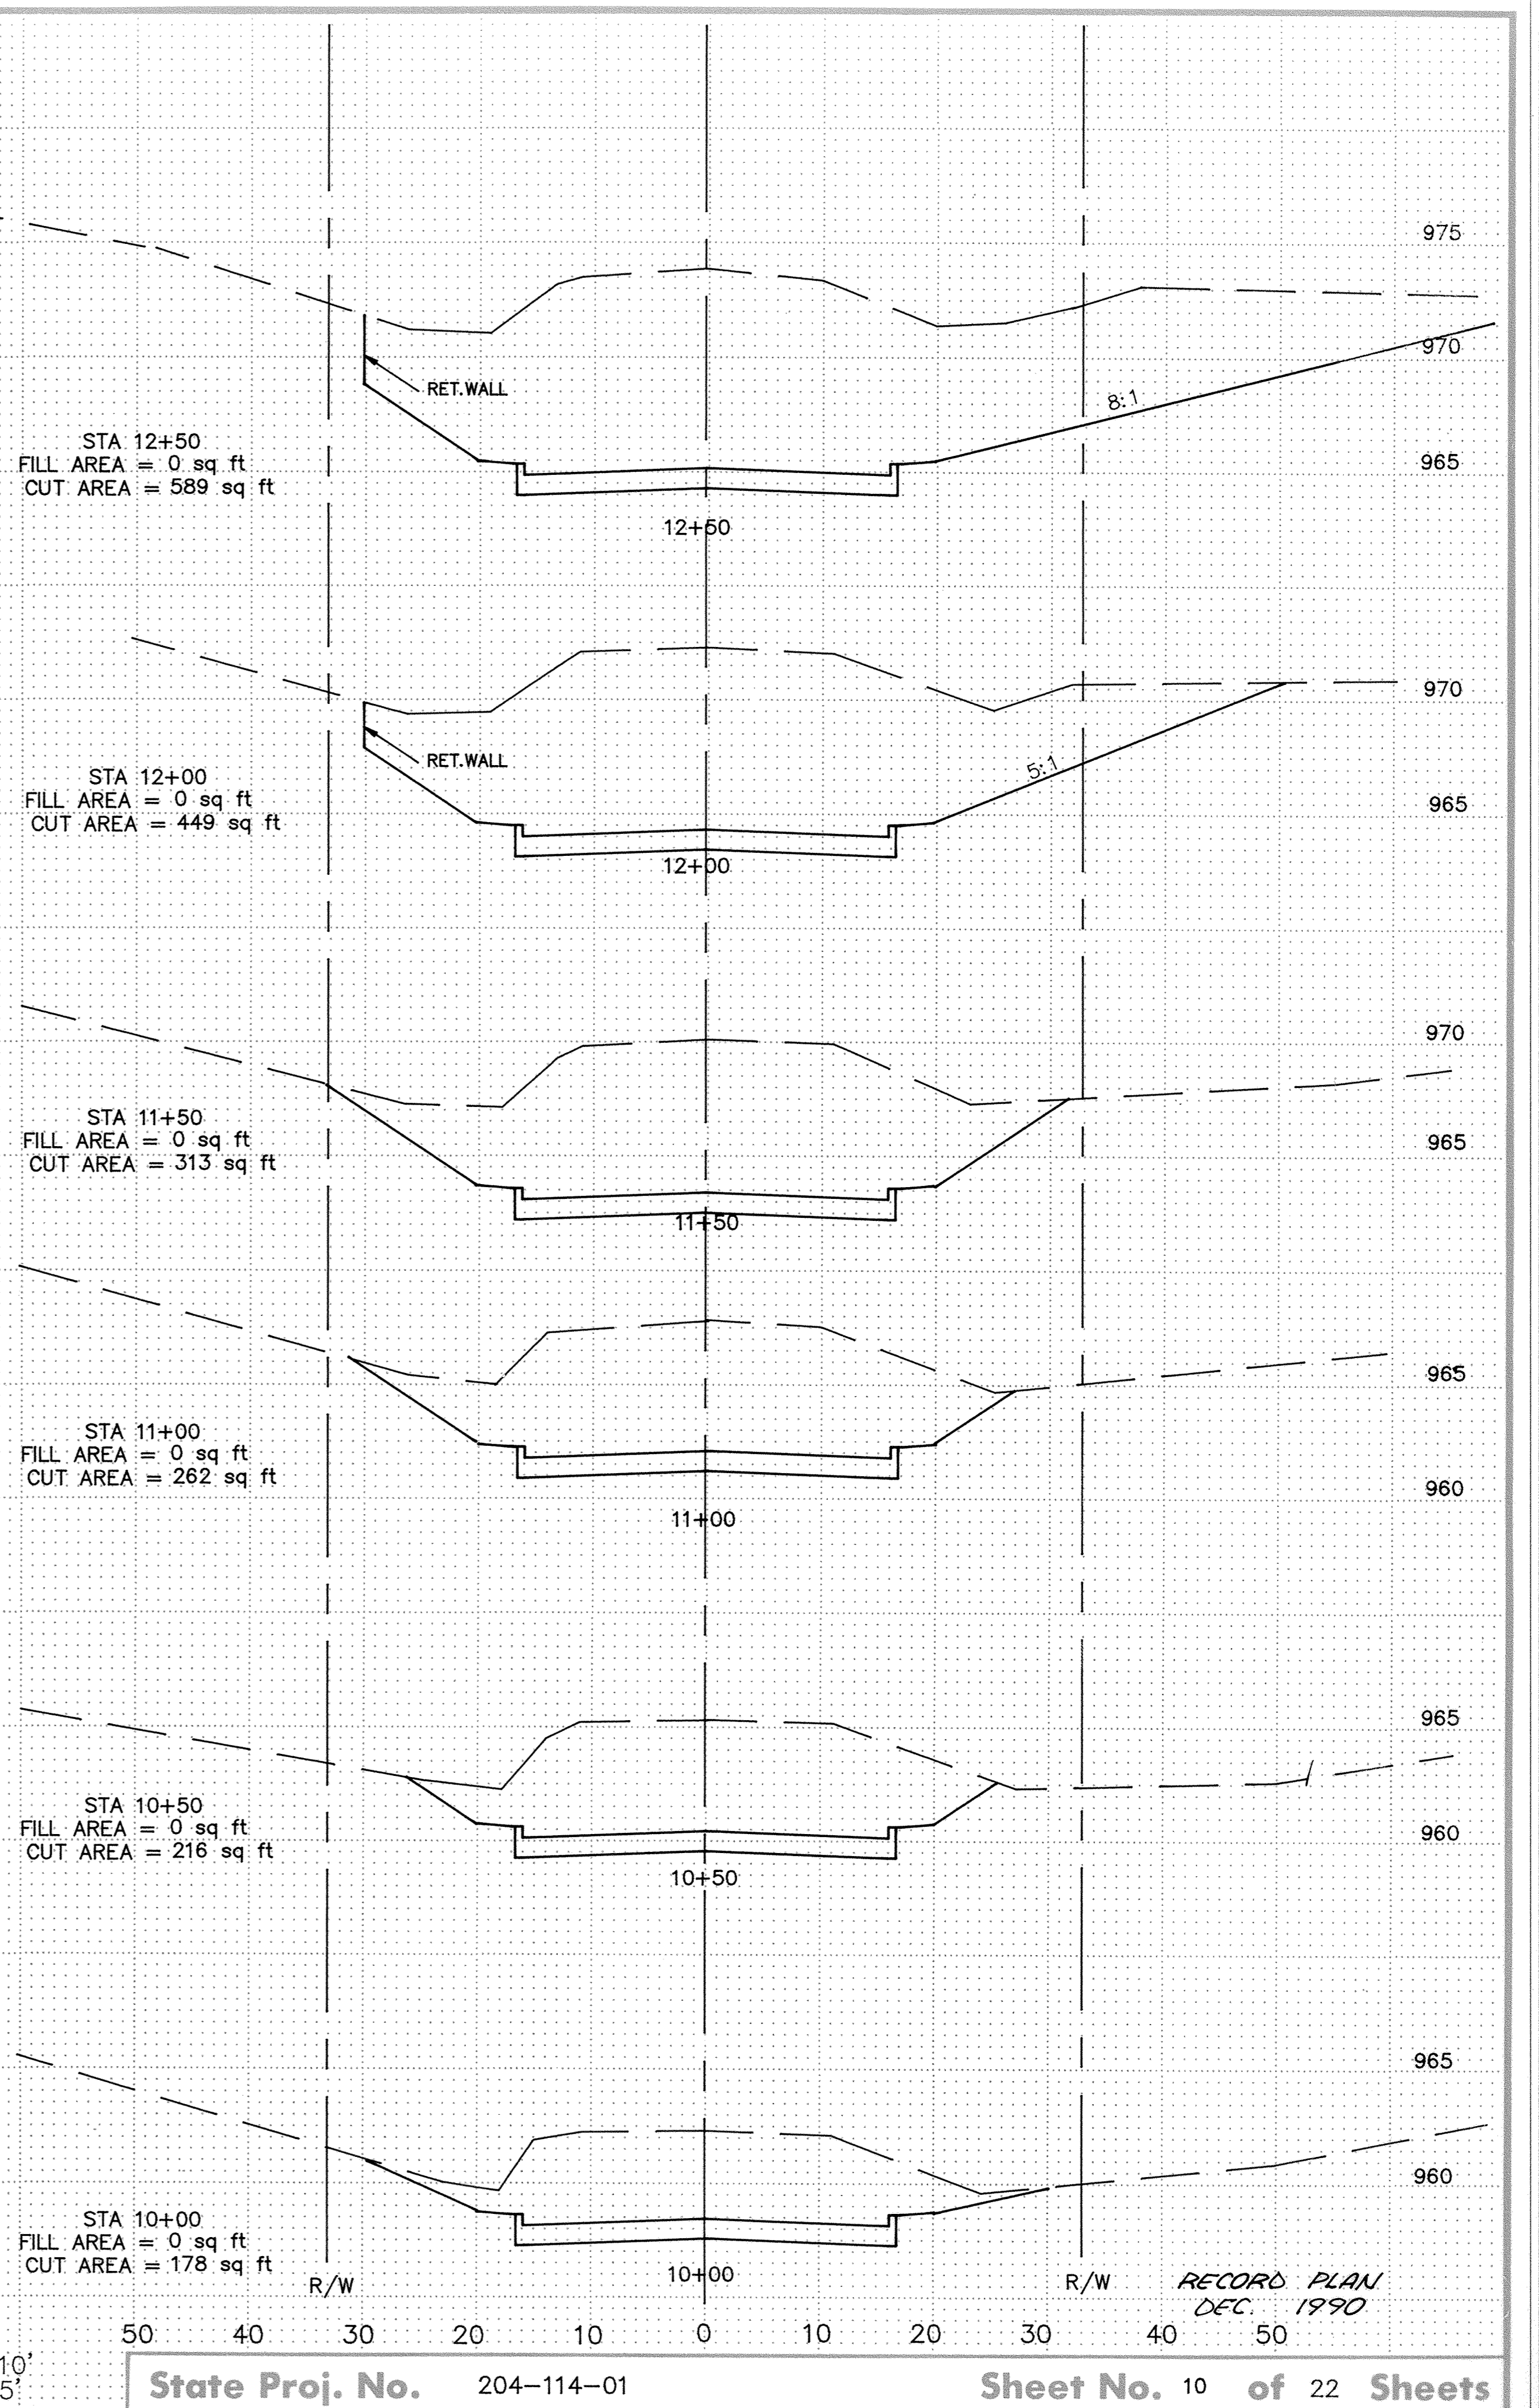 975
970
RET.WALL
8:1
STA 12+50
FILL AREA = 0 sq ft
CUT AREA = 589 sq ft
965
12+50
970
RET.WALL
5:1
STA 12+00
FILL AREA = 0 sq ft
CUT AREA = 449 sq ft
965
12+00
970
STA 11+50
FILL AREA = 0 sq ft
CUT AREA = 313 sq ft
965
11+50
965
STA 11+00
FILL AREA = 0 sq ft
CUT AREA = 262 sq ft
960
11+00
965
STA 10+50
FILL AREA = 0 sq ft
CUT AREA = 216 sq ft
960
10+50
965
960
STA 10+00
FILL AREA = 0 sq ft
CUT AREA = 178 sq ft
10+00
R/W
R/W
RECORD PLAN
DEC. 1990
50 40 30 20 10 0 10 20 30 40 50
10'
5'
State Proj. No. 204-114-01 Sheet No. 10 of 22 Sheets